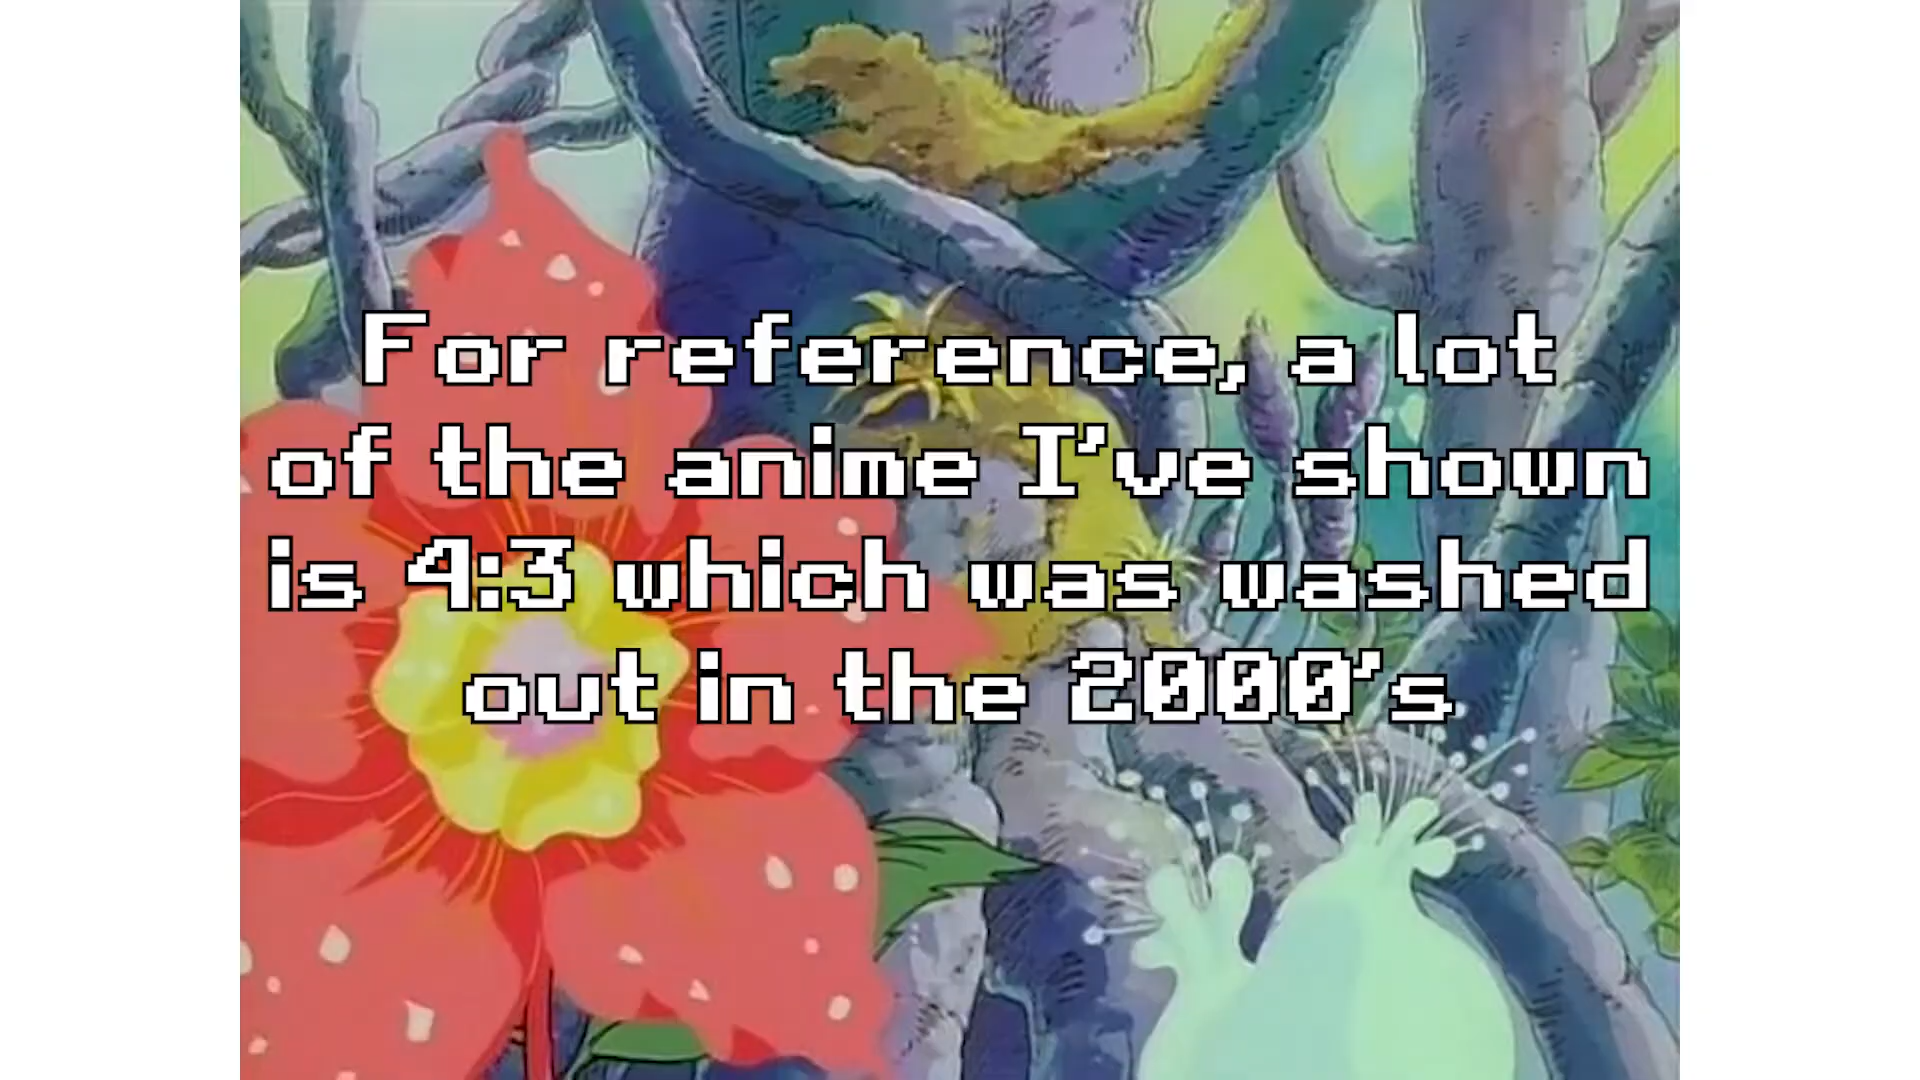 For reference, a lot
of the anime I've shown
is 4:3 which was washed
out in the 2000's